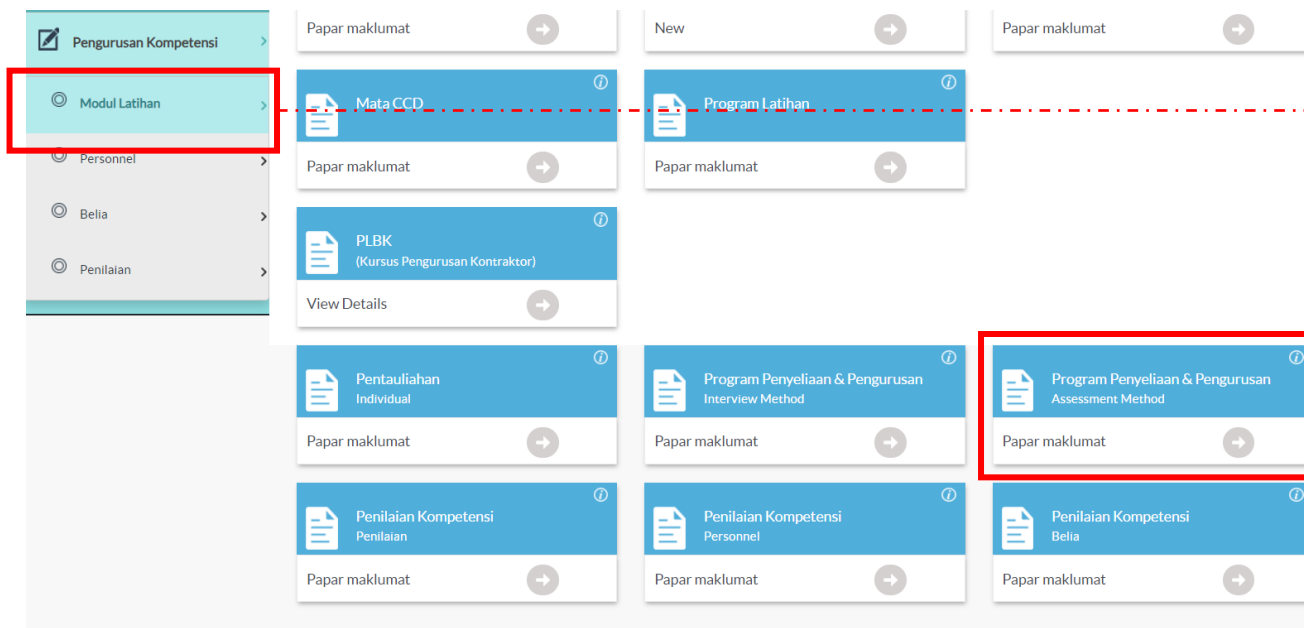 Pengurusan Kompetensi
Modul Latihan
Personnel
Belia
Penilaian
Papar maklumat
New
Papar maklumat
Mata CCD
Papar maklumat
Program Latihan
Papar maklumat
PLBK
(Kursus Pengurusan Kontraktor)
View Details
Pentauliahan
Individual
Papar maklumat
Program Penyeliaan & Pengurusan
Interview Method
Papar maklumat
Program Penyeliaan & Pengurusan
Assessment Method
Papar maklumat
Penilaian Kompetensi
Penilaian
Papar maklumat
Penilaian Kompetensi
Personnel
Papar maklumat
Penilaian Kompetensi
Belia
Papar maklumat